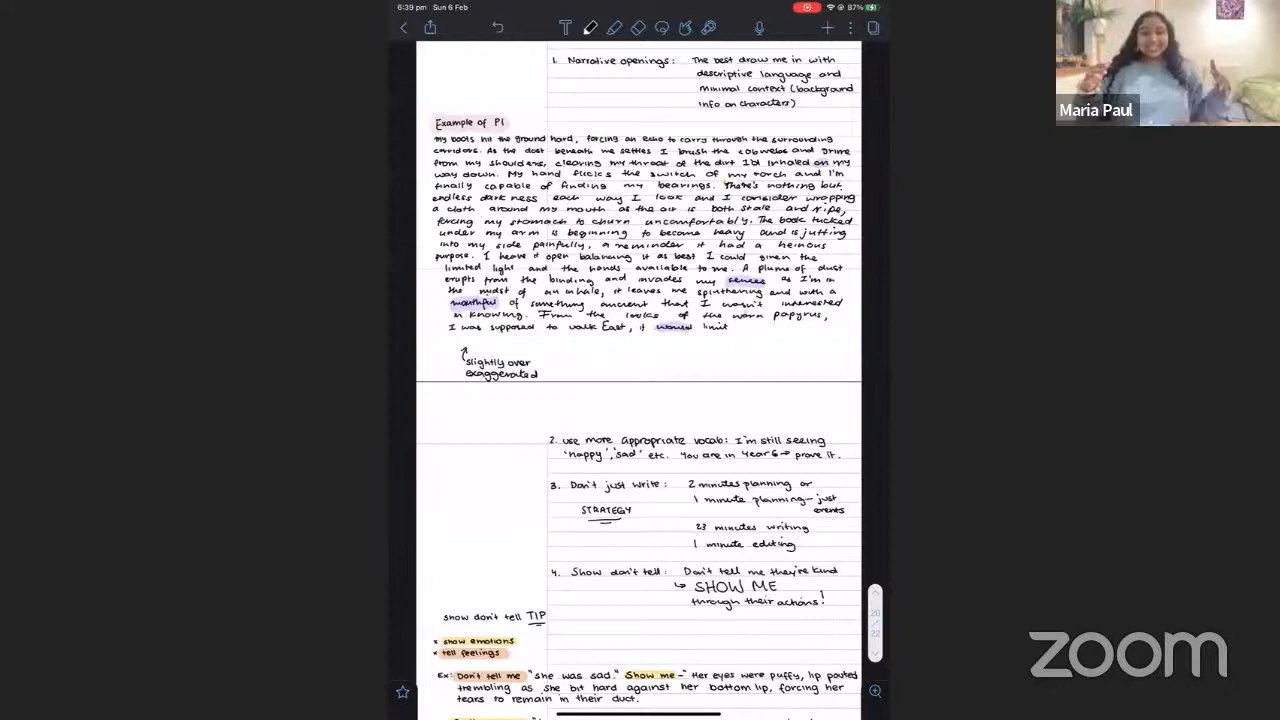 6:39 pm Sun 6 Feb
87%
Maria Paul
1. Narrative openings: The best draw me in with
descriptive language and
minimal context (background
info on characters)
Example of P1
My boots hit the ground hard, forcing an echo to carry through the surrounding
corridors. As the dust beneath me settles I brush the cobwebs and grime
from my shoulders, clearing my throat of the dirt I'd inhaled on my
way down. My hand flicks the switch of my torch and I'm
finally capable of finding my bearings. There's nothing but
endless darkness each way I look and I consider wrapping
a cloth around my mouth as the air is both stale and ripe,
forcing my stomach to churn uncomfortably. The book tucked
under my arm is beginning to become heavy and is jutting
into my side painfully, a reminder it had a heinous
purpose. I heave it open balancing it as best I could given the
limited light and the hands available to me. A plume of dust
erupts from the binding and invades my senses as I'm in
the midst of an inhale, it leaves me spluttering and with a
mouthful of something ancient that I wasn't interested
in knowing. From the looks of the worn papyrus,
I was supposed to walk East, it would limit
slightly over
exaggerated
2. use more appropriate vocab: I'm still seeing
'happy', 'sad' etc. You are in Year 6 → prove it.
3. Don't just write: 2 minutes planning or
1 minute planning - just
STRATEGY events
23 minutes writing
1 minute editing
4. Show don't tell: Don't tell me they're kind
↳ SHOW ME
through their actions!
show don't tell TIP
20
/
22
* show emotions
* tell feelings
Ex: Don't tell me "she was sad." Show me - "Her eyes were puffy, lip pouted
trembling as she bit hard against her bottom lip, forcing her
tears to remain in their duct.
zoom